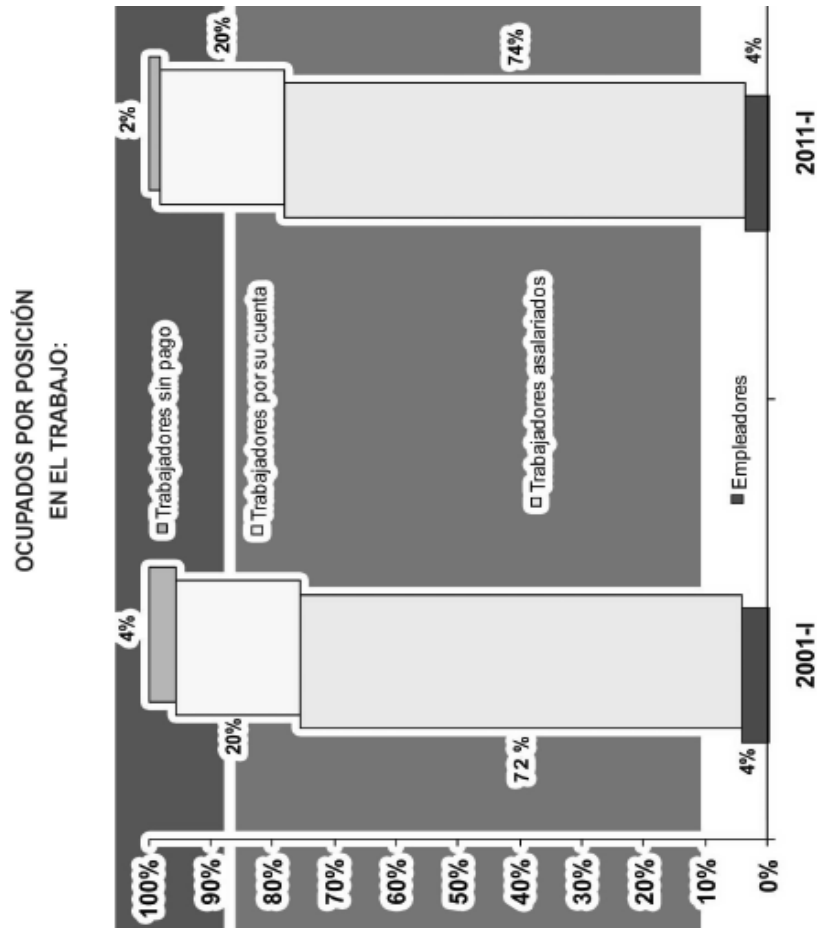 OCUPADOS POR POSICIÓN
EN EL TRABAJO:
100%
90%
80%
70%
60%
50%
40%
30%
20%
10%
0%
4%
20%
72 %
4%
2001-I
Trabajadores sin pago
Trabajadores por su cuenta
Trabajadores asalariados
Empleadores
2%
20%
74%
4%
2011-I